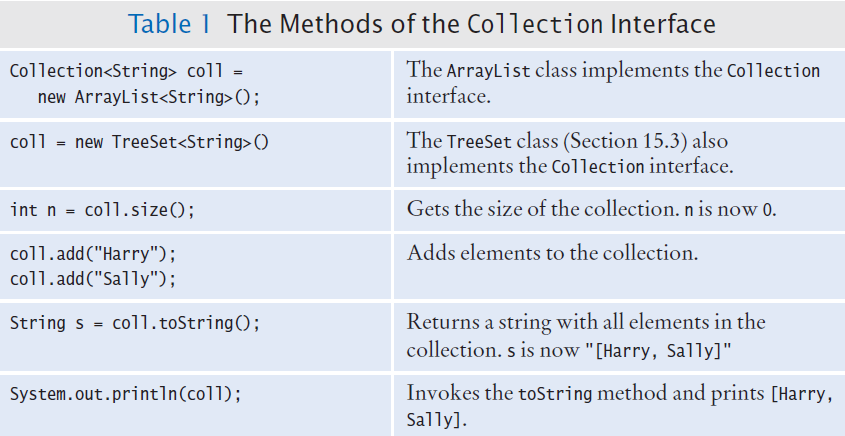 Table 1 The Methods of the Collection Interface
Collection<String> coll =
new ArrayList<String>();
The ArrayList class implements the Collection
interface.
coll = new TreeSet<String>()
The TreeSet class (Section 15.3) also
implements the Collection interface.
int n = coll.size();
Gets the size of the collection. n is now 0.
coll.add("Harry");
coll.add("Sally");
Adds elements to the collection.
String s = coll.toString();
Returns a string with all elements in the
collection. s is now "[Harry, Sally]"
System.out.println(coll);
Invokes the toString method and prints [Harry,
Sally].